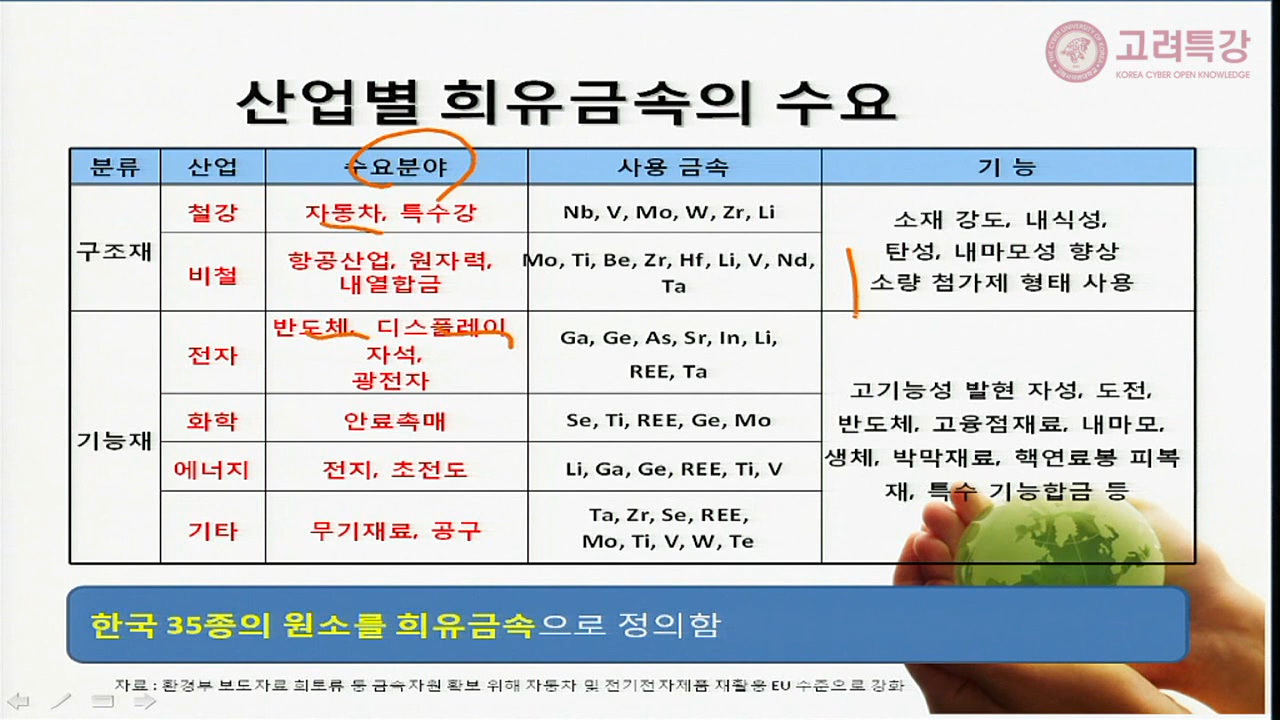 고려특강
KOREA CYBER OPEN KNOWLEDGE
산업별 희유금속의 수요
분류 산업 수요분야 사용 금속 기 능
구조재
철강
자동차, 특수강
Nb, V, Mo, W, Zr, Li
비철
항공산업, 원자력,
내열합금
Mo, Ti, Be, Zr, Hf, Li, V, Nd,
Ta
소재 강도, 내식성,
탄성, 내마모성 향상
소량 첨가제 형태 사용
기능재
전자
반도체, 디스플레이
자석,
광전자
Ga, Ge, As, Sr, In, Li,
REE, Ta
화학
안료촉매
Se, Ti, REE, Ge, Mo
에너지
전지, 초전도
Li, Ga, Ge, REE, Ti, V
기타
무기재료, 공구
Ta, Zr, Se, REE,
Mo, Ti, V, W, Te
고기능성 발현 자성, 도전,
반도체, 고융점재료, 내마모,
생체, 박막재료, 핵연료봉 피복
재, 특수 기능합금 등
한국 35종의 원소를 희유금속으로 정의함
자료 : 환경부 보도자료 희토류 등 금속자원 확보 위해 자동차 및 전기전자제품 재활용 EU 수준으로 강화